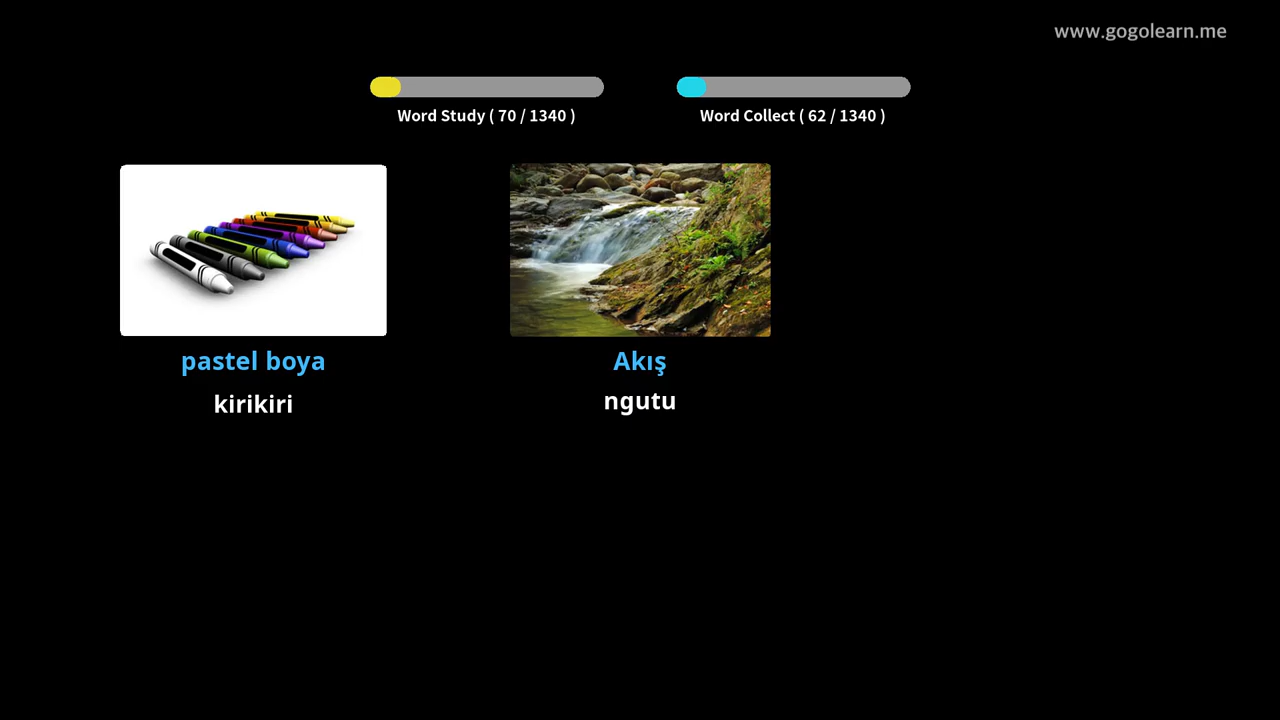 www.gogolearn.me
Word Study ( 70 / 1340 )
Word Collect ( 62 / 1340 )
pastel boya
kirikiri
Akış
ngutu